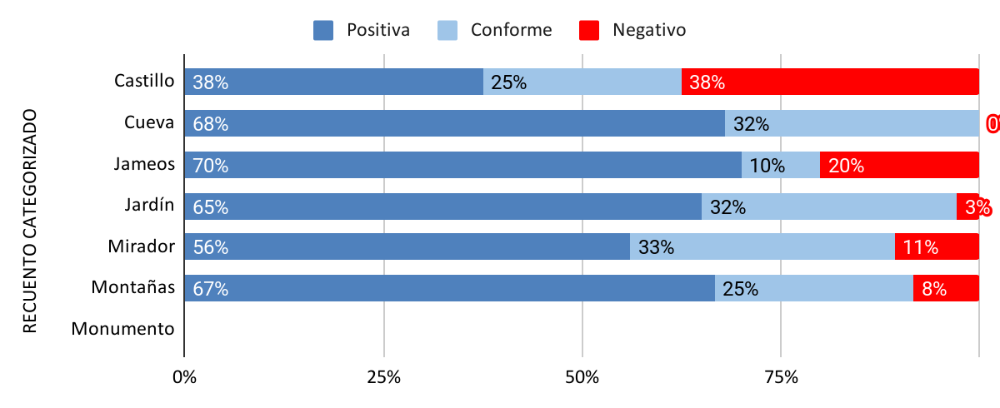 Positiva Conforme Negativo
RECUENTO CATEGORIZADO
Castillo 38% 25% 38%
Cueva 68% 32% 0%
Jameos 70% 10% 20%
Jardín 65% 32% 3%
Mirador 56% 33% 11%
Montañas 67% 25% 8%
Monumento
0% 25% 50% 75%